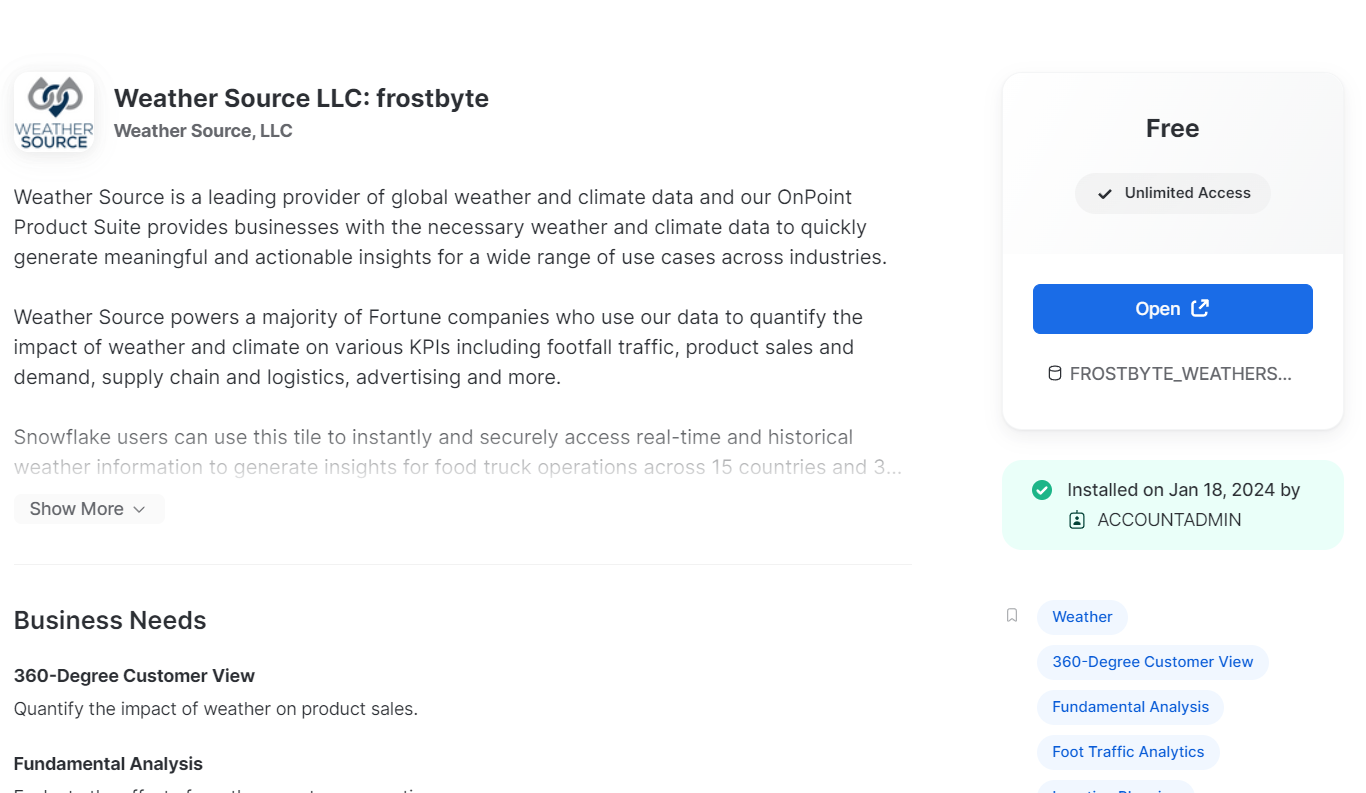 WEATHER
SOURCE
Weather Source LLC: frostbyte
Weather Source, LLC
Weather Source is a leading provider of global weather and climate data and our OnPoint
Product Suite provides businesses with the necessary weather and climate data to quickly
generate meaningful and actionable insights for a wide range of use cases across industries.
Weather Source powers a majority of Fortune companies who use our data to quantify the
impact of weather and climate on various KPIs including footfall traffic, product sales and
demand, supply chain and logistics, advertising and more.
Snowflake users can use this tile to instantly and securely access real-time and historical
weather information to generate insights for food truck operations across 15 countries and 3...
Show More
Business Needs
360-Degree Customer View
Quantify the impact of weather on product sales.
Fundamental Analysis
Free
Unlimited Access
Open
FROSTBYTE_WEATHERS...
Installed on Jan 18, 2024 by
ACCOUNTADMIN
Weather
360-Degree Customer View
Fundamental Analysis
Foot Traffic Analytics